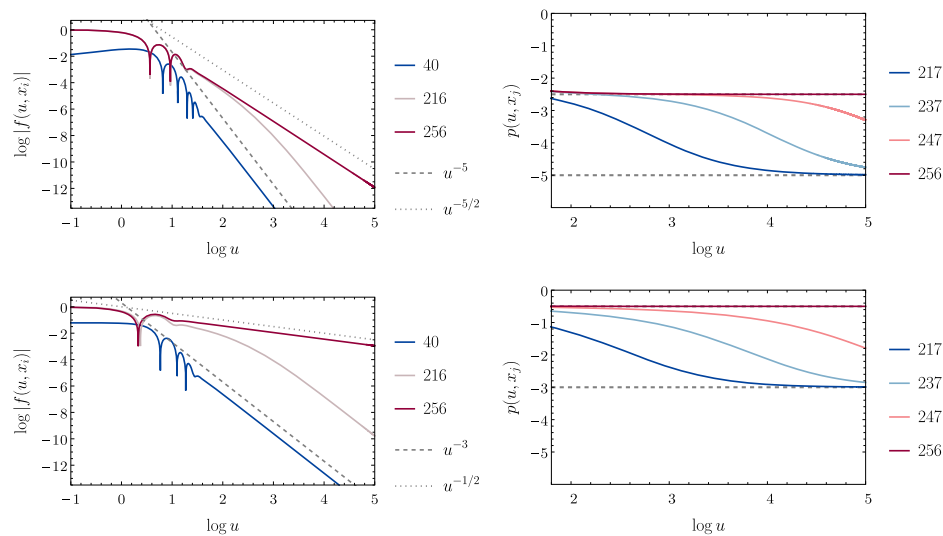 log |f(u, x_i)|
0
−2
−4
−6
−8
−10
−12
−1 0 1 2 3 4 5
log u
40
216
256
u^{−5}
u^{−5/2}
p(u, x_j)
0
−1
−2
−3
−4
−5
2 3 4 5
log u
217
237
247
256
log |f(u, x_i)|
0
−2
−4
−6
−8
−10
−12
−1 0 1 2 3 4 5
log u
40
216
256
u^{−3}
u^{−1/2}
p(u, x_j)
0
−1
−2
−3
−4
−5
2 3 4 5
log u
217
237
247
256